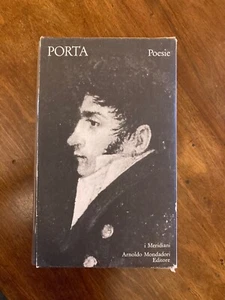 PORTA
Poesie
i Meridiani
Arnoldo Mondadori
Editore